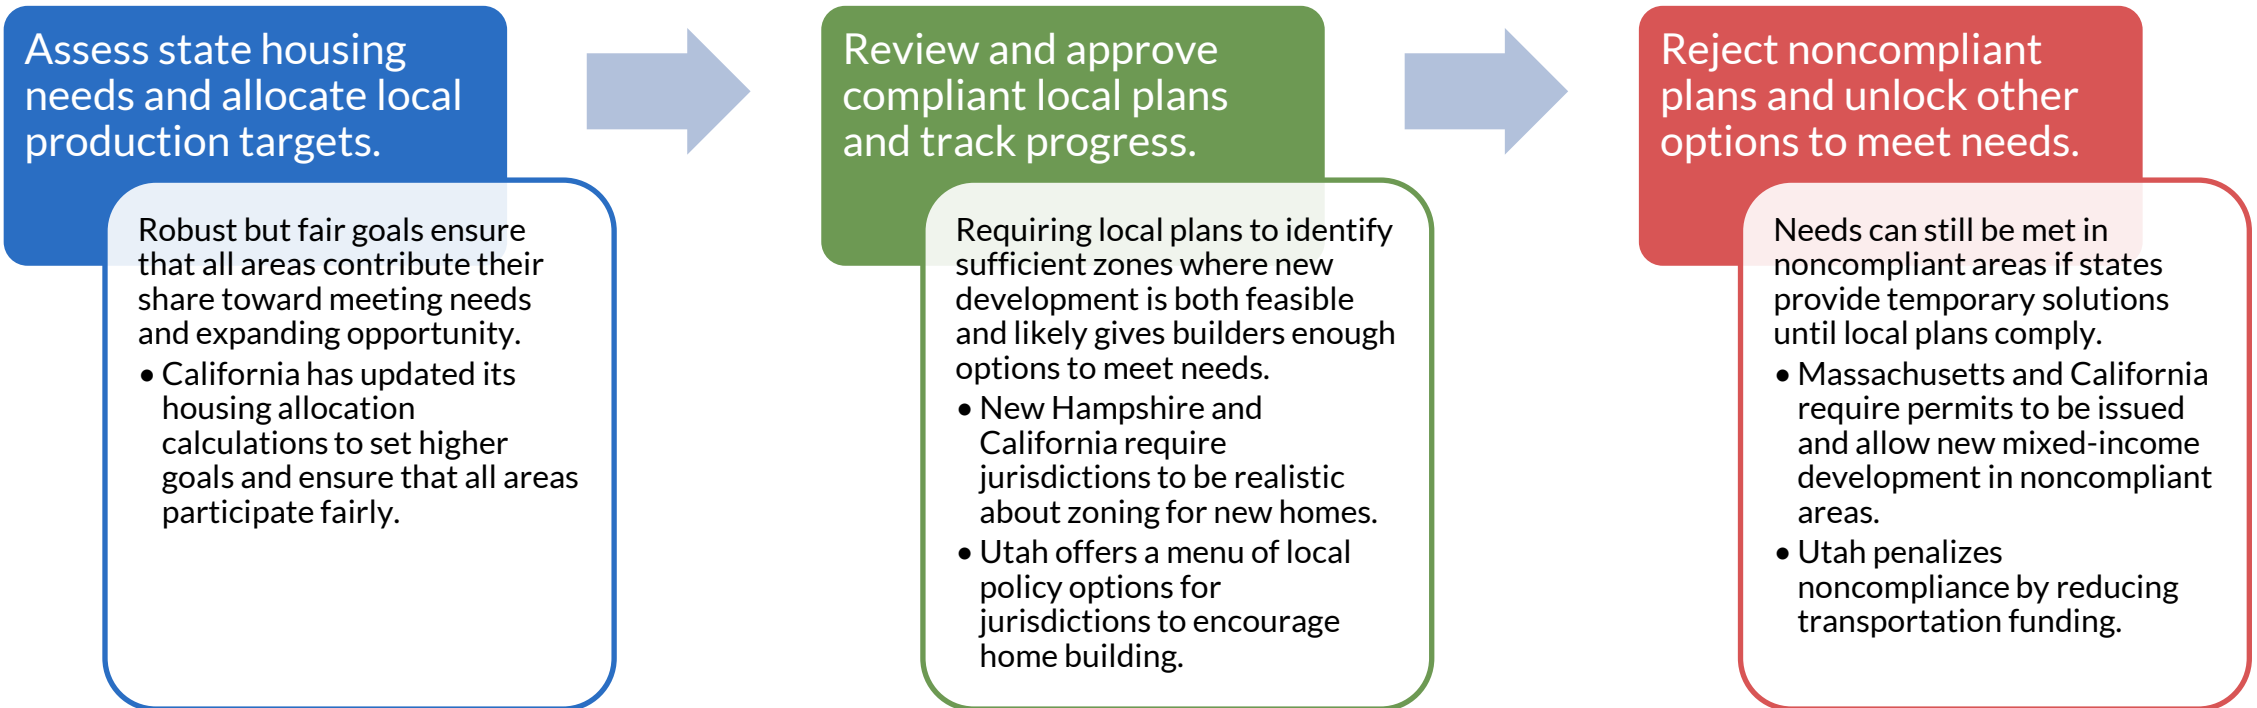 Assess state housing
needs and allocate local
production targets.
Robust but fair goals ensure
that all areas contribute their
share toward meeting needs
and expanding opportunity.
• California has updated its
housing allocation
calculations to set higher
goals and ensure that all areas
participate fairly.
Review and approve
compliant local plans
and track progress.
Requiring local plans to identify
sufficient zones where new
development is both feasible
and likely gives builders enough
options to meet needs.
• New Hampshire and
California require
jurisdictions to be realistic
about zoning for new homes.
• Utah offers a menu of local
policy options for
jurisdictions to encourage
home building.
Reject noncompliant
plans and unlock other
options to meet needs.
Needs can still be met in
noncompliant areas if states
provide temporary solutions
until local plans comply.
• Massachusetts and California
require permits to be issued
and allow new mixed-income
development in noncompliant
areas.
• Utah penalizes
noncompliance by reducing
transportation funding.